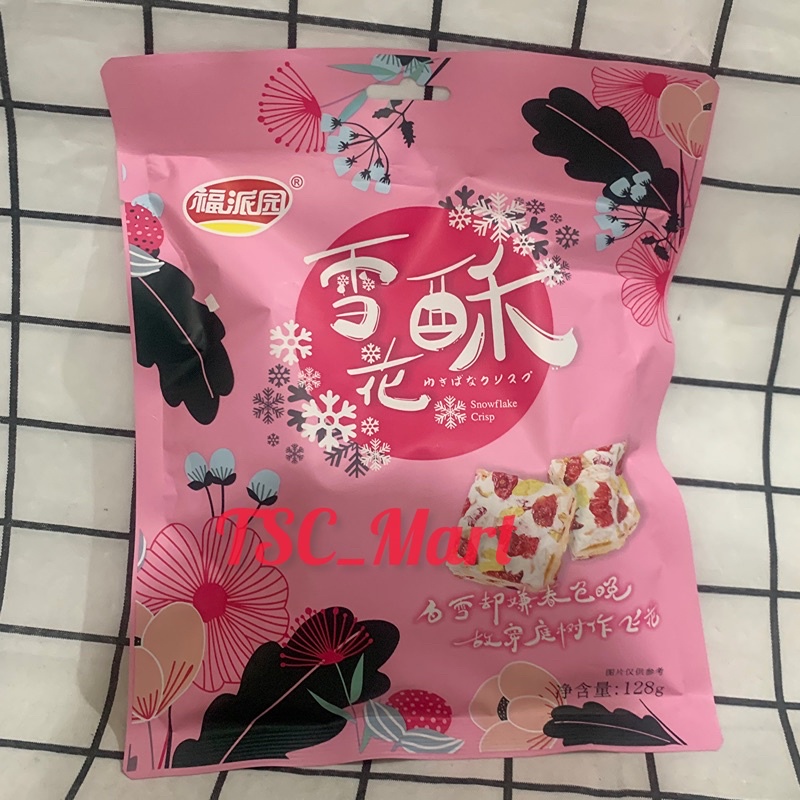 福派园®
雪花酥
ゆきばなクリスプ
Snowflake
Crisp
TSC_Mart
白雪却嫌春色晚
故穿庭树作飞花
图片仅供参考
净含量:128g